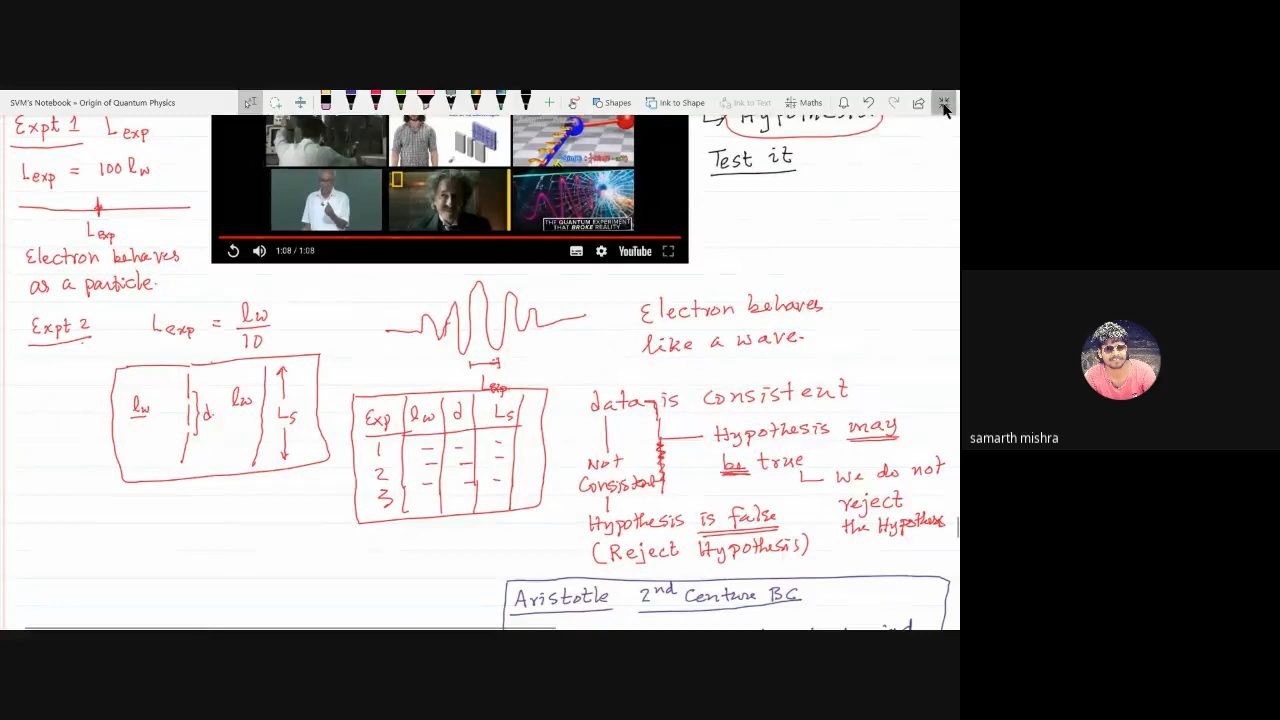 SVM's Notebook » Origin of Quantum Physics
Shapes
Ink to Shape
Ink to Text
Maths
Expt 1 Lexp
Lexp = 100 lw
Lexp
Electron behaves
as a particle.
Hypothesis
Test it
THE QUANTUM EXPERIMENT
THAT BROKE REALITY
1:08 / 1:08
YouTube
Expt 2 Lexp = lw
10
Electron behaves
like a wave.
Lexp
lw d lw Ls
Exp lw d Ls
1 - - -
2 - - -
3 - - -
data is consistent
Hypothesis may
be true
we do not
reject
the Hypothesis
Not
Consistent
Hypothesis is false
(Reject Hypothesis)
Aristotle 2nd Centure BC
samarth mishra